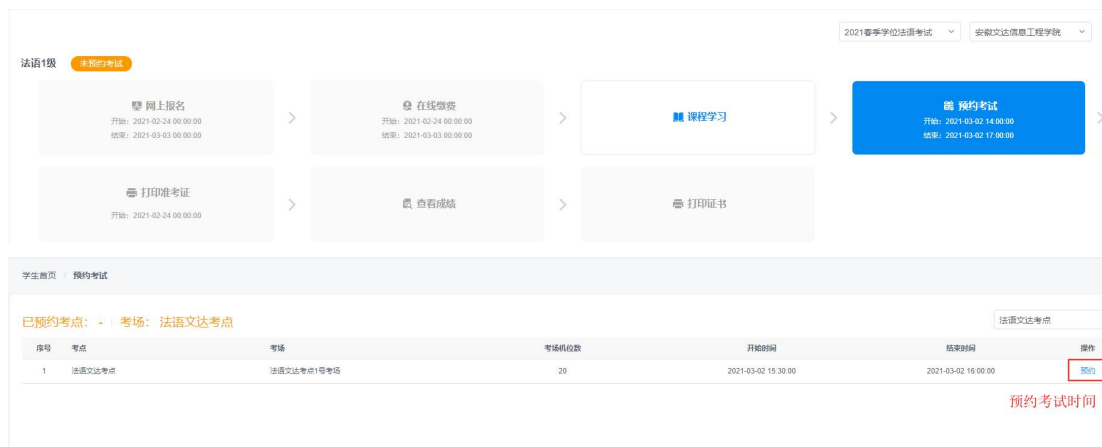 2021春季学位法语考试 安徽文达信息工程学院
法语1级 未预约考试
网上报名
开始：2021-02-24 00:00:00
结束：2021-03-03 00:00:00
在线缴费
开始：2021-02-24 00:00:00
结束：2021-03-03 00:00:00
课程学习
预约考试
开始：2021-03-02 14:00:00
结束：2021-03-02 17:00:00
打印准考证
开始：2021-02-24 00:00:00
查看成绩
打印证书
学生首页 / 预约考试
已预约考点： - 考场： 法语文达考点
法语文达考点
序号 考点 考场 考场机位数 开始时间 结束时间 操作
1 法语文达考点 法语文达考点1号考场 20 2021-03-02 15:30:00 2021-03-02 16:00:00 预约
预约考试时间